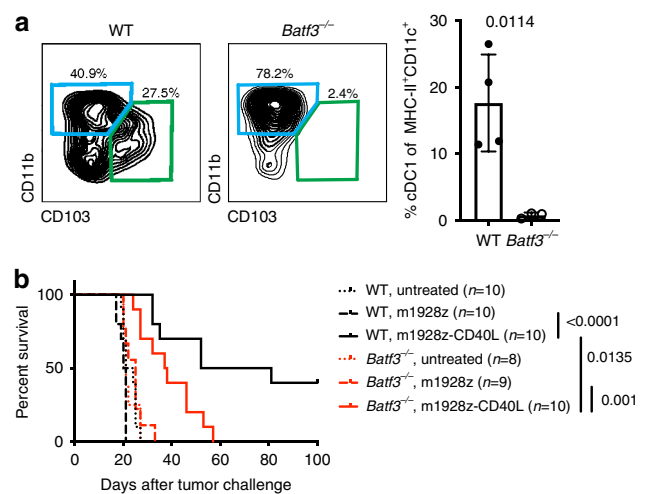 a
WT
Batf3–/–
40.9%
27.5%
78.2%
2.4%
CD11b
CD103
CD11b
CD103
0.0114
% cDC1 of MHC-II+CD11c+
30
20
10
0
WT Batf3–/–
b
Percent survival
100
50
0
0 20 40 60 80 100
Days after tumor challenge
WT, untreated (n=10)
WT, m1928z (n=10)
WT, m1928z-CD40L (n=10)
Batf3–/–, untreated (n=8)
Batf3–/–, m1928z (n=9)
Batf3–/–, m1928z-CD40L (n=10)
<0.0001
0.0135
0.001